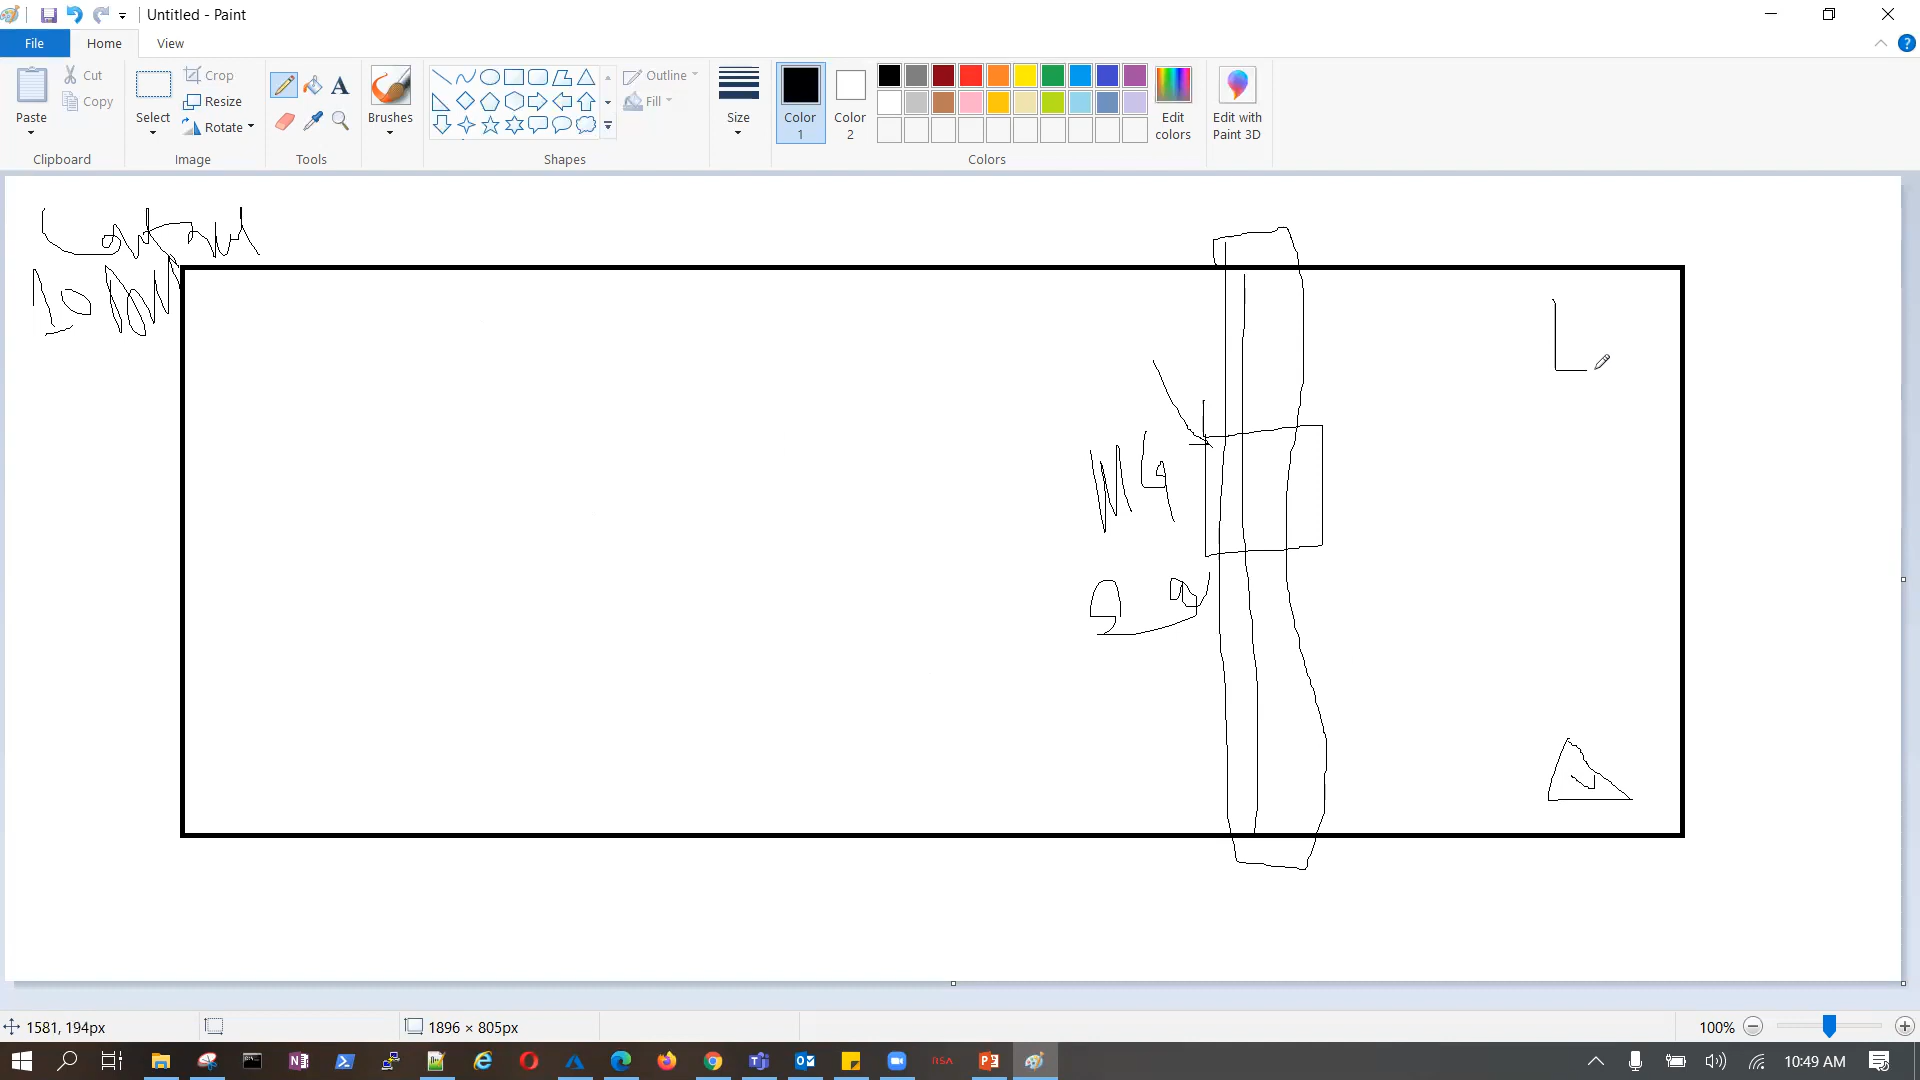 Untitled - Paint
File
Home
View
Paste
Cut
Copy
Clipboard
Select
Crop
Resize
Rotate
Image
Tools
Brushes
Shapes
Outline
Fill
Size
Color
1
Color
2
Colors
Edit
colors
Edit with
Paint 3D
L
1581, 194px
1896 × 805px
100%
RSA
10:49 AM